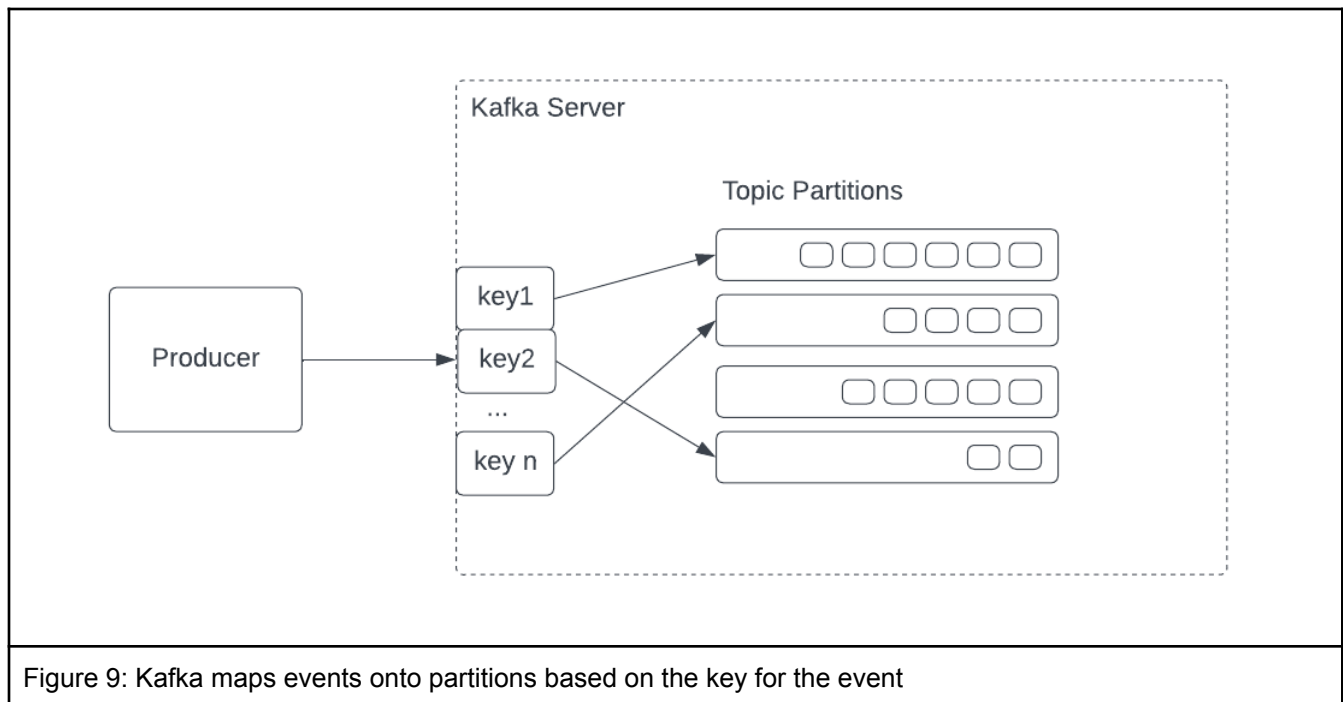 Kafka Server
Topic Partitions
key1
Producer
key2
...
key n
Figure 9: Kafka maps events onto partitions based on the key for the event